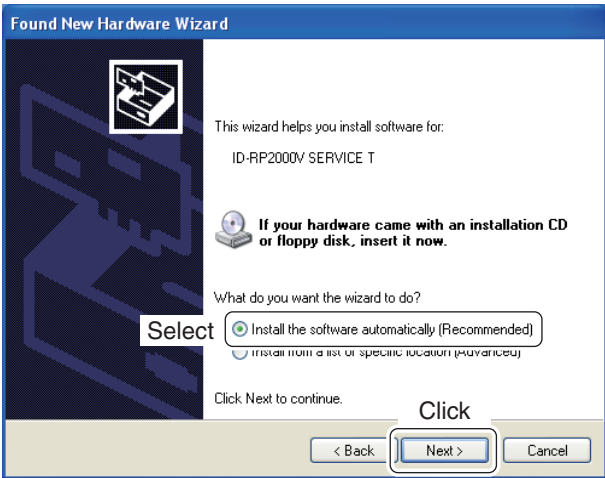 Found New Hardware Wizard
This wizard helps you install software for:
ID-RP2000V SERVICE T
If your hardware came with an installation CD
or floppy disk, insert it now.
What do you want the wizard to do?
Select
Install the software automatically (Recommended)
Install from a list or specific location (Advanced)
Click Next to continue.
Click
< Back
Next >
Cancel